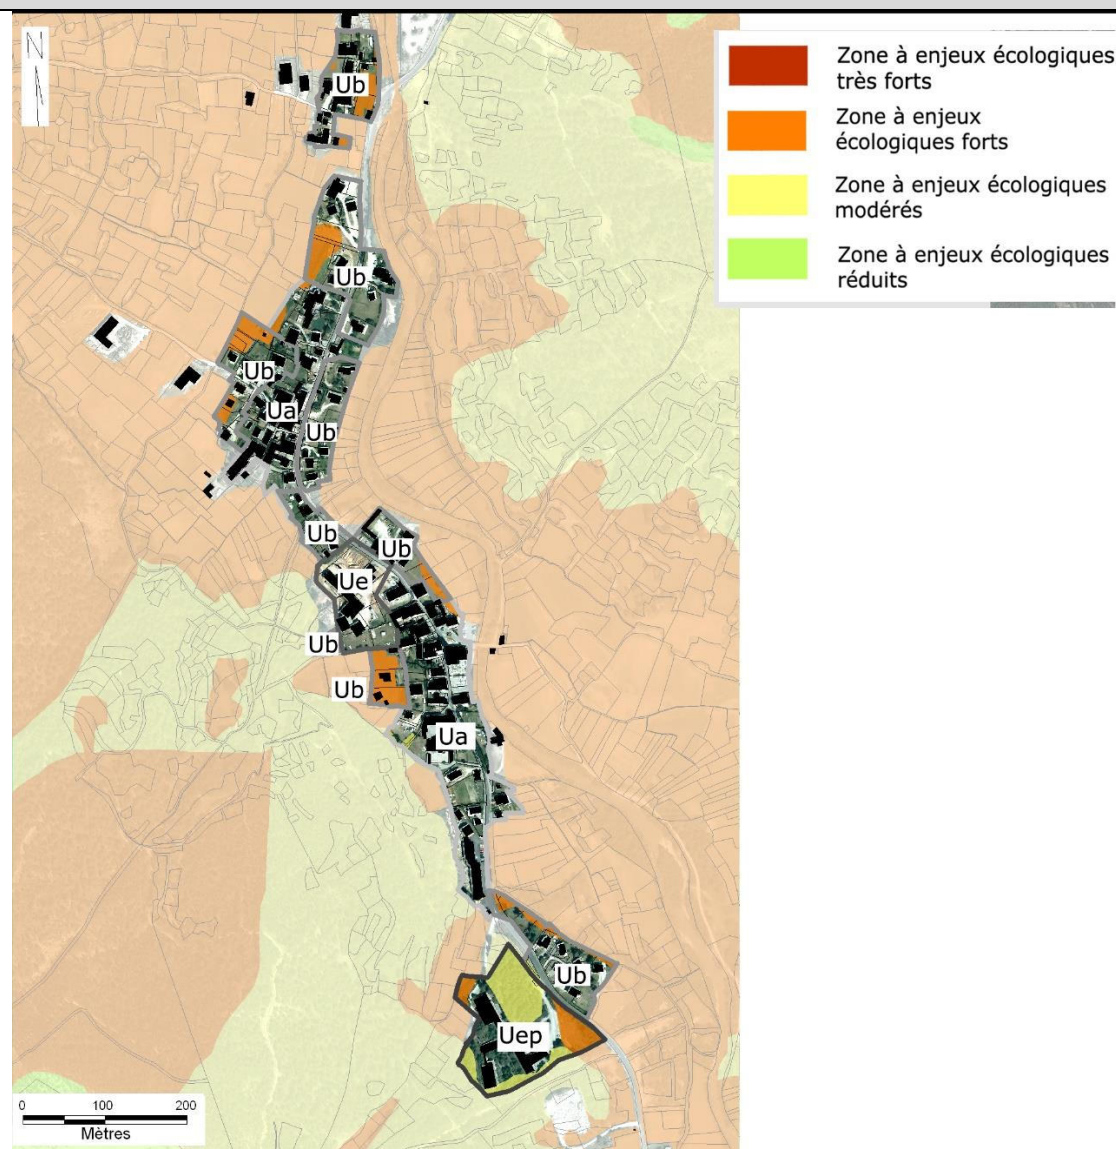 N
Zone à enjeux écologiques
très forts
Zone à enjeux
écologiques forts
Zone à enjeux écologiques
modérés
Zone à enjeux écologiques
réduits
Ub
Ub
Ub
Ua
Ub
Ub
Ub
Ue
Ub
Ub
Ua
Ub
Uep
0 100 200
Mètres